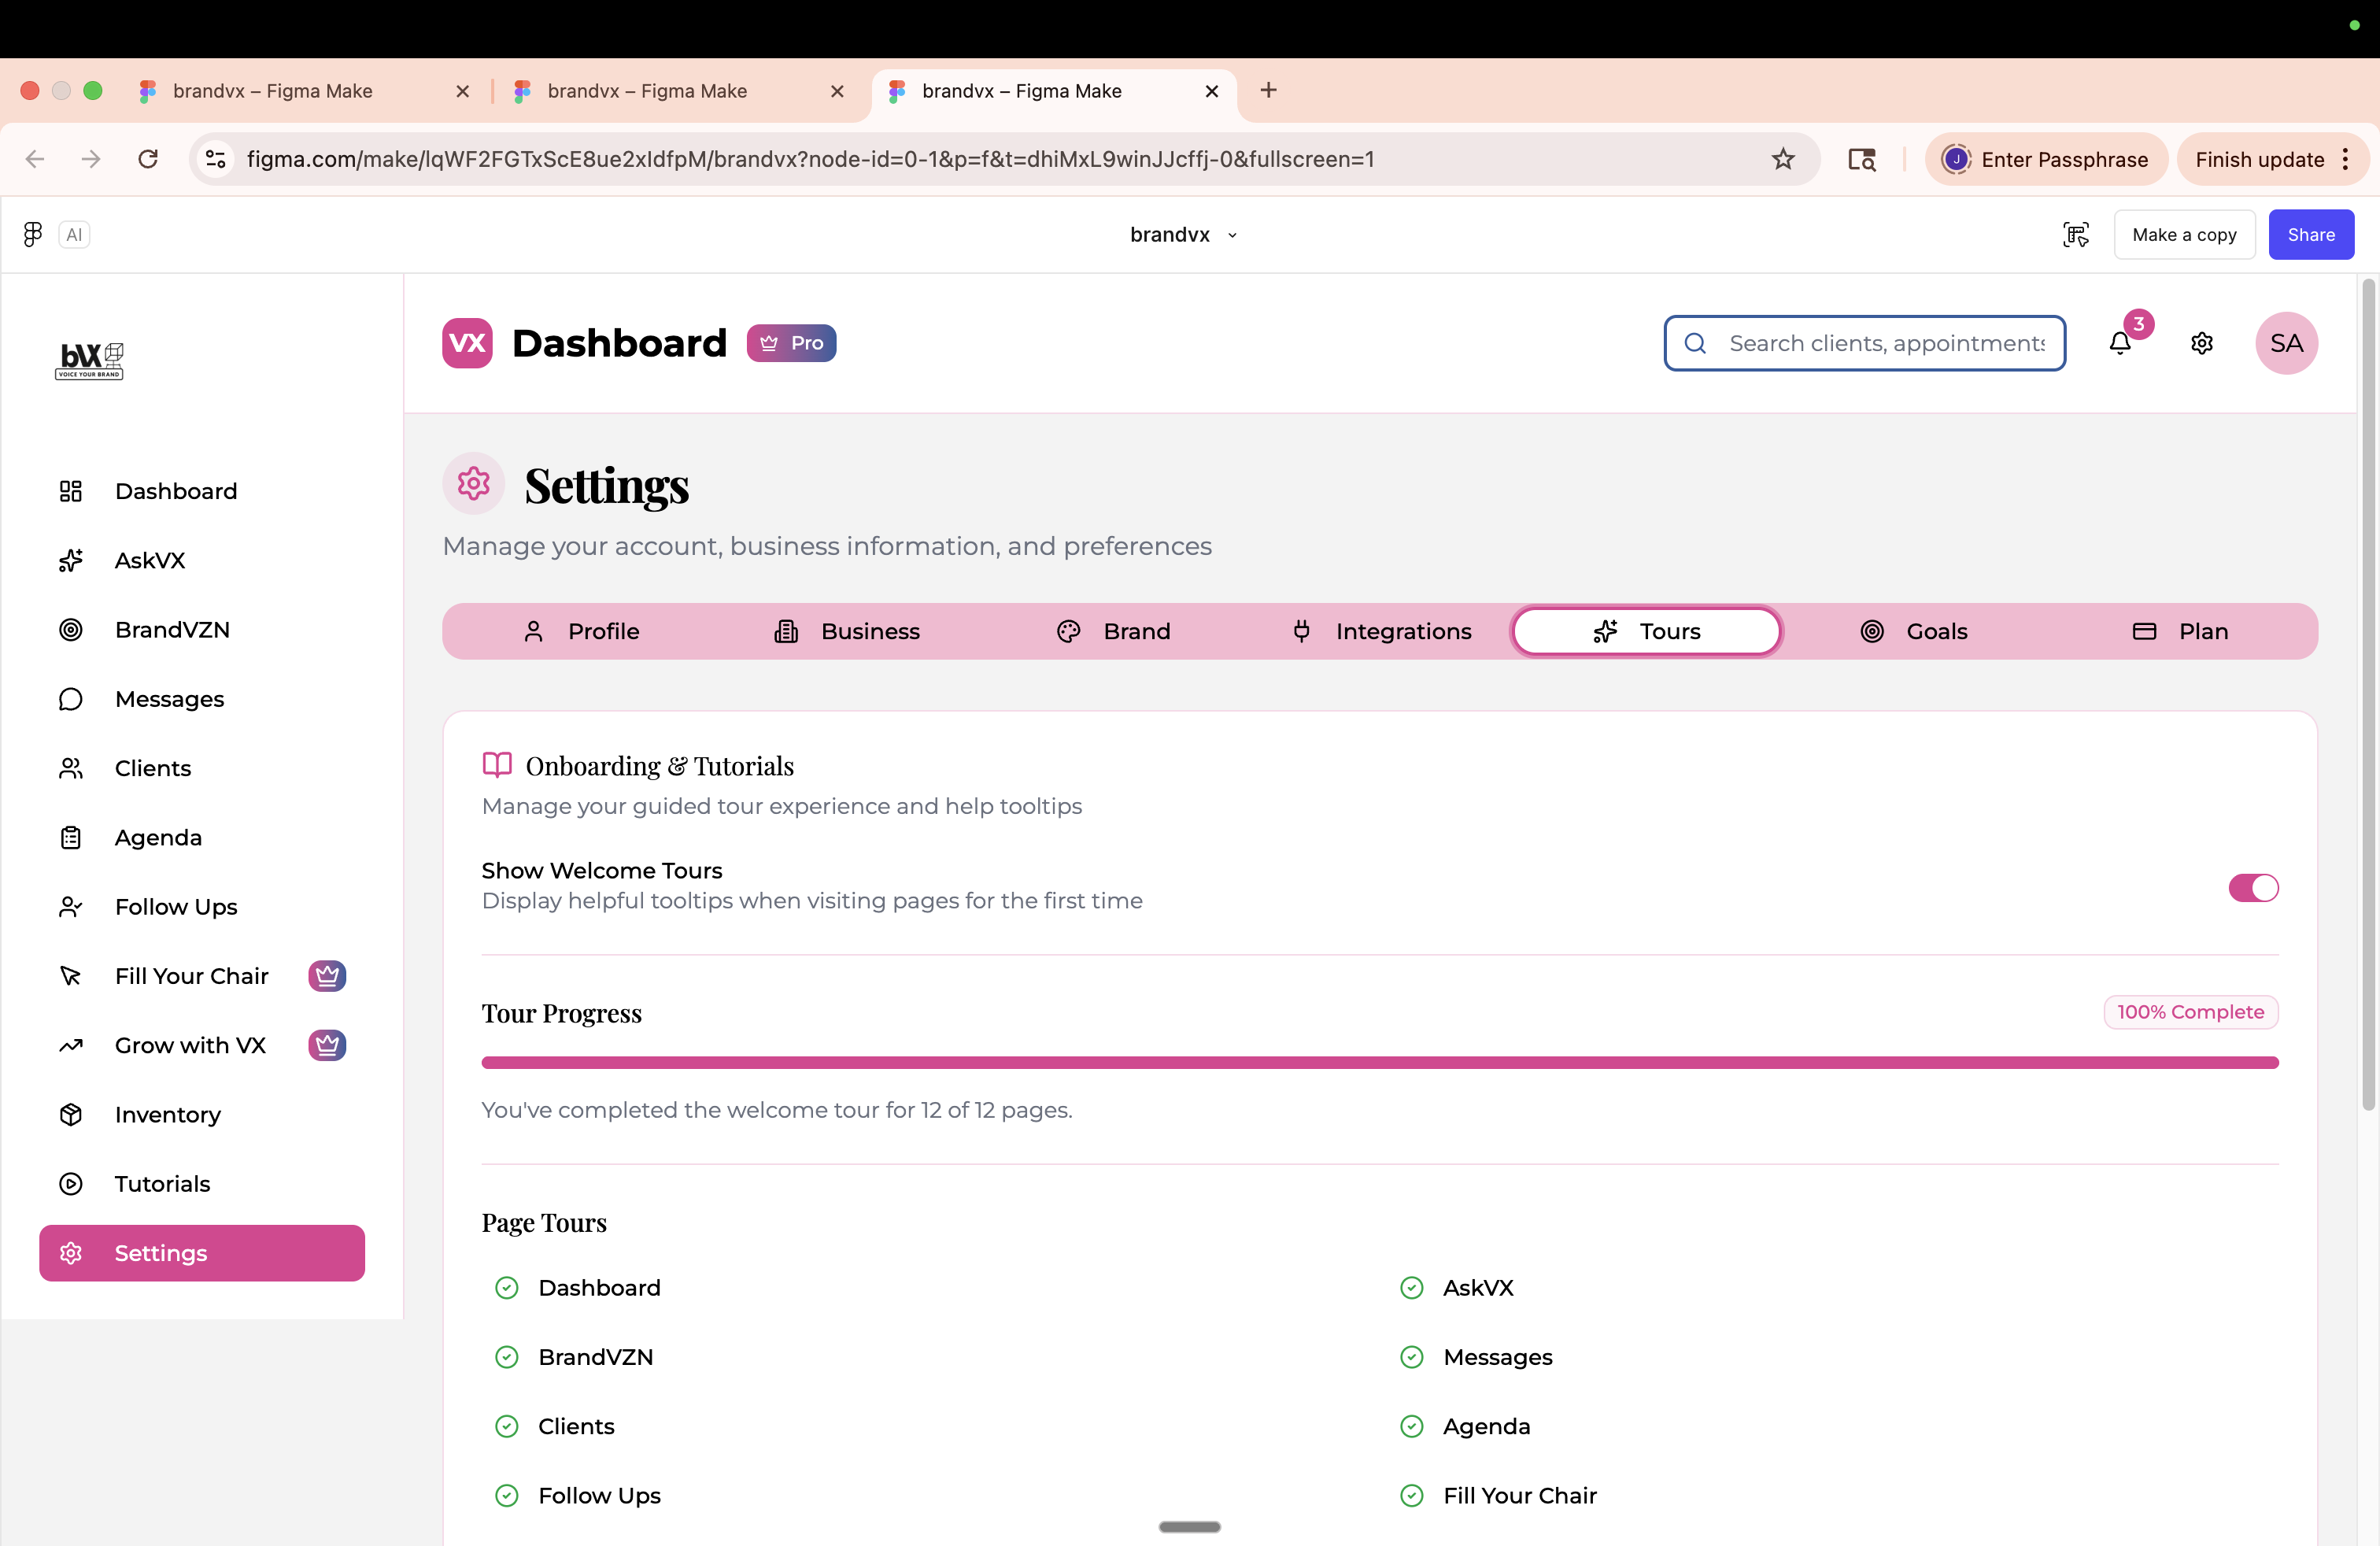 brandvx – Figma Make
brandvx – Figma Make
brandvx – Figma Make
figma.com/make/lqWF2FGTxScE8ue2xIdfpM/brandvx?node-id=0-1&p=f&t=dhiMxL9winJJcffj-0&fullscreen=1
J
Enter Passphrase
Finish update
AI
brandvx
Make a copy
Share
bVX
VOICE YOUR BRAND
Dashboard
AskVX
BrandVZN
Messages
Clients
Agenda
Follow Ups
Fill Your Chair
Grow with VX
Inventory
Tutorials
Settings
VX
Dashboard
Pro
Search clients, appointments
3
SA
Settings
Manage your account, business information, and preferences
Profile
Business
Brand
Integrations
Tours
Goals
Plan
Onboarding & Tutorials
Manage your guided tour experience and help tooltips
Show Welcome Tours
Display helpful tooltips when visiting pages for the first time
Tour Progress
100% Complete
You've completed the welcome tour for 12 of 12 pages.
Page Tours
Dashboard
AskVX
BrandVZN
Messages
Clients
Agenda
Follow Ups
Fill Your Chair